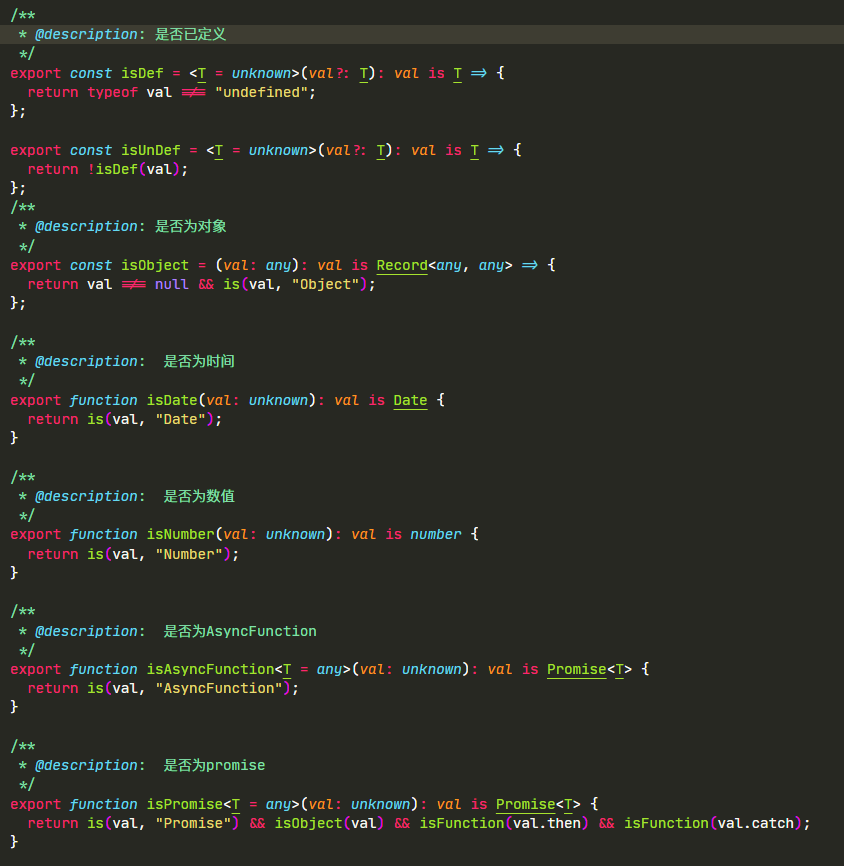 /**
 * @description: 是否已定义
 */
export const isDef = <T = unknown>(val?: T): val is T => {
  return typeof val !== "undefined";
};

export const isUnDef = <T = unknown>(val?: T): val is T => {
  return !isDef(val);
};
/**
 * @description: 是否为对象
 */
export const isObject = (val: any): val is Record<any, any> => {
  return val !== null && is(val, "Object");
};

/**
 * @description:  是否为时间
 */
export function isDate(val: unknown): val is Date {
  return is(val, "Date");
}

/**
 * @description:  是否为数值
 */
export function isNumber(val: unknown): val is number {
  return is(val, "Number");
}

/**
 * @description:  是否为AsyncFunction
 */
export function isAsyncFunction<T = any>(val: unknown): val is Promise<T> {
  return is(val, "AsyncFunction");
}

/**
 * @description:  是否为promise
 */
export function isPromise<T = any>(val: unknown): val is Promise<T> {
  return is(val, "Promise") && isObject(val) && isFunction(val.then) && isFunction(val.catch);
}